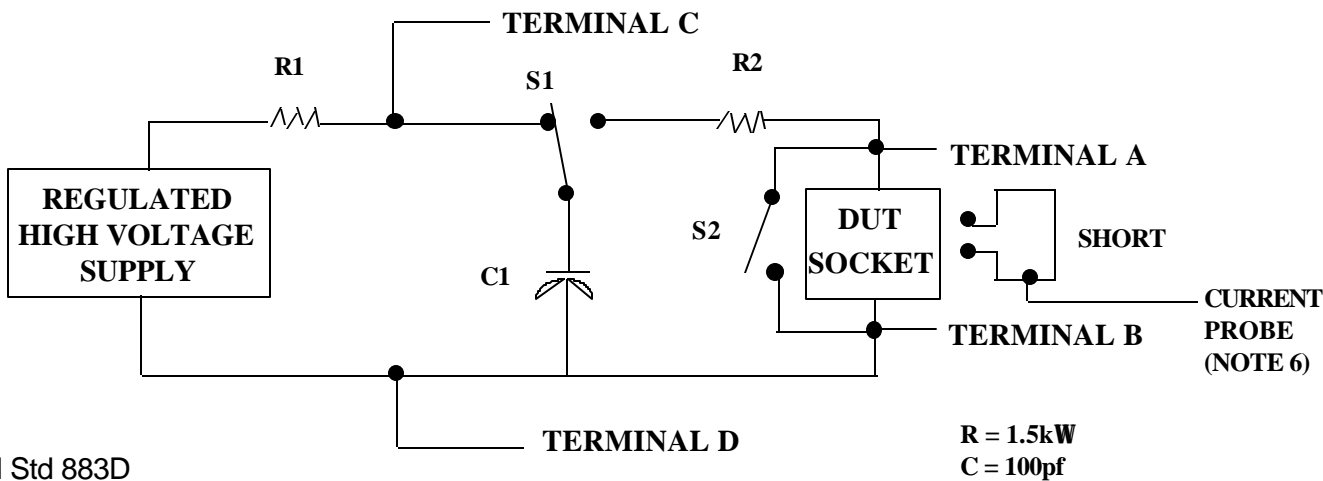 TERMINAL C
R1
S1
R2
TERMINAL A
REGULATED
HIGH VOLTAGE
SUPPLY
DUT
SOCKET
S2
SHORT
C1
CURRENT
PROBE
(NOTE 6)
TERMINAL B
TERMINAL D
R = 1.5kW
C = 100pf
Std 883D